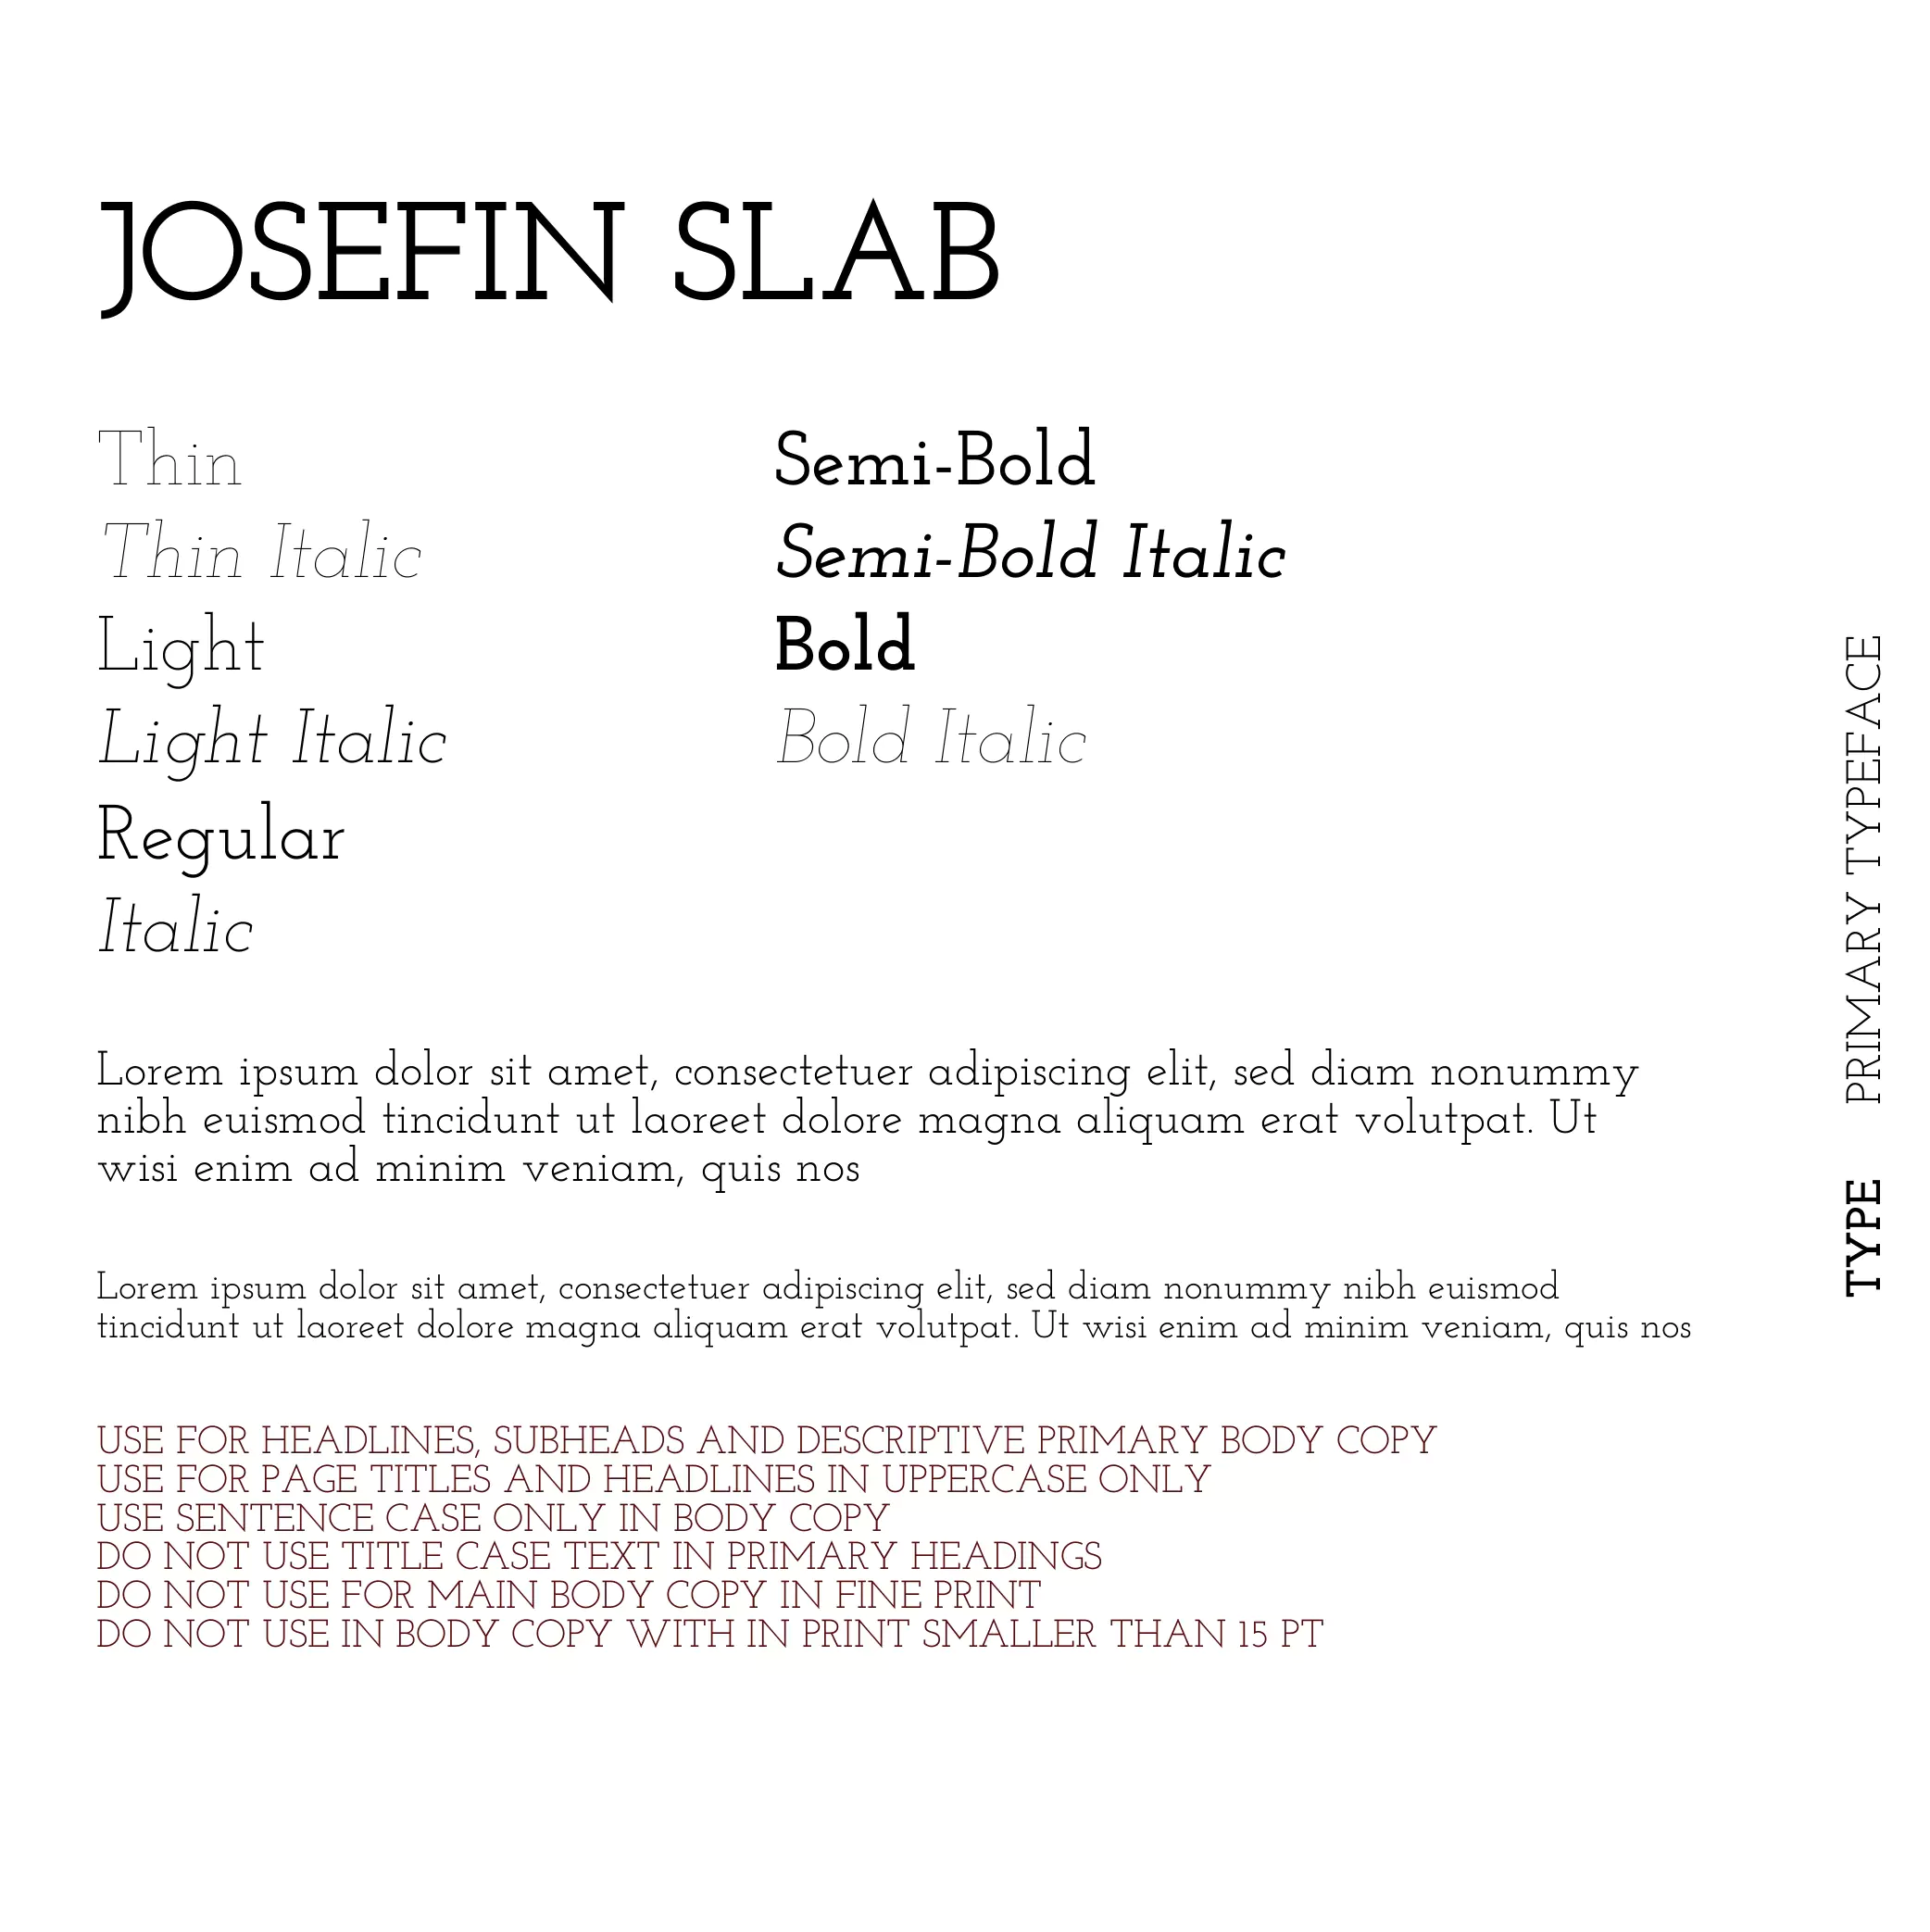 JOSEFIN SLAB
Thin
Thin Italic
Light
Light Italic
Regular
Italic
Semi-Bold
Semi-Bold Italic
Bold
Bold Italic
Lorem ipsum dolor sit amet, consectetuer adipiscing elit, sed diam nonummy
nibh euismod tincidunt ut laoreet dolore magna aliquam erat volutpat. Ut
wisi enim ad minim veniam, quis nos
Lorem ipsum dolor sit amet, consectetuer adipiscing elit, sed diam nonummy nibh euismod
tincidunt ut laoreet dolore magna aliquam erat volutpat. Ut wisi enim ad minim veniam, quis nos
USE FOR HEADLINES, SUBHEADS AND DESCRIPTIVE PRIMARY BODY COPY
USE FOR PAGE TITLES AND HEADLINES IN UPPERCASE ONLY
USE SENTENCE CASE ONLY IN BODY COPY
DO NOT USE TITLE CASE TEXT IN PRIMARY HEADINGS
DO NOT USE FOR MAIN BODY COPY IN FINE PRINT
DO NOT USE IN BODY COPY WITH IN PRINT SMALLER THAN 15 PT
TYPE PRIMARY TYPEFACE